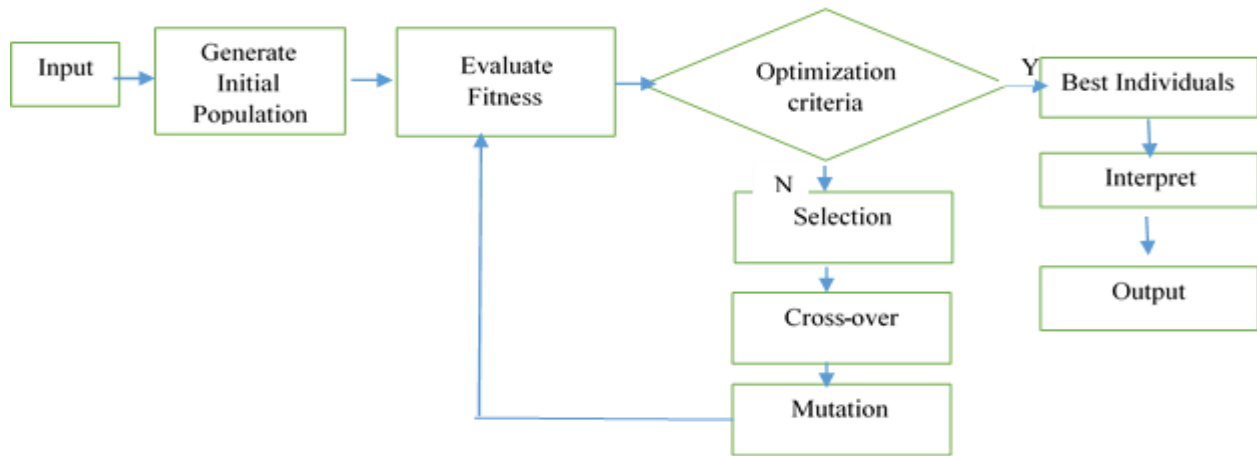 Input
Generate
Initial
Population
Evaluate
Fitness
Optimization
criteria
Y
Best Individuals
Interpret
Output
N
Selection
Cross-over
Mutation